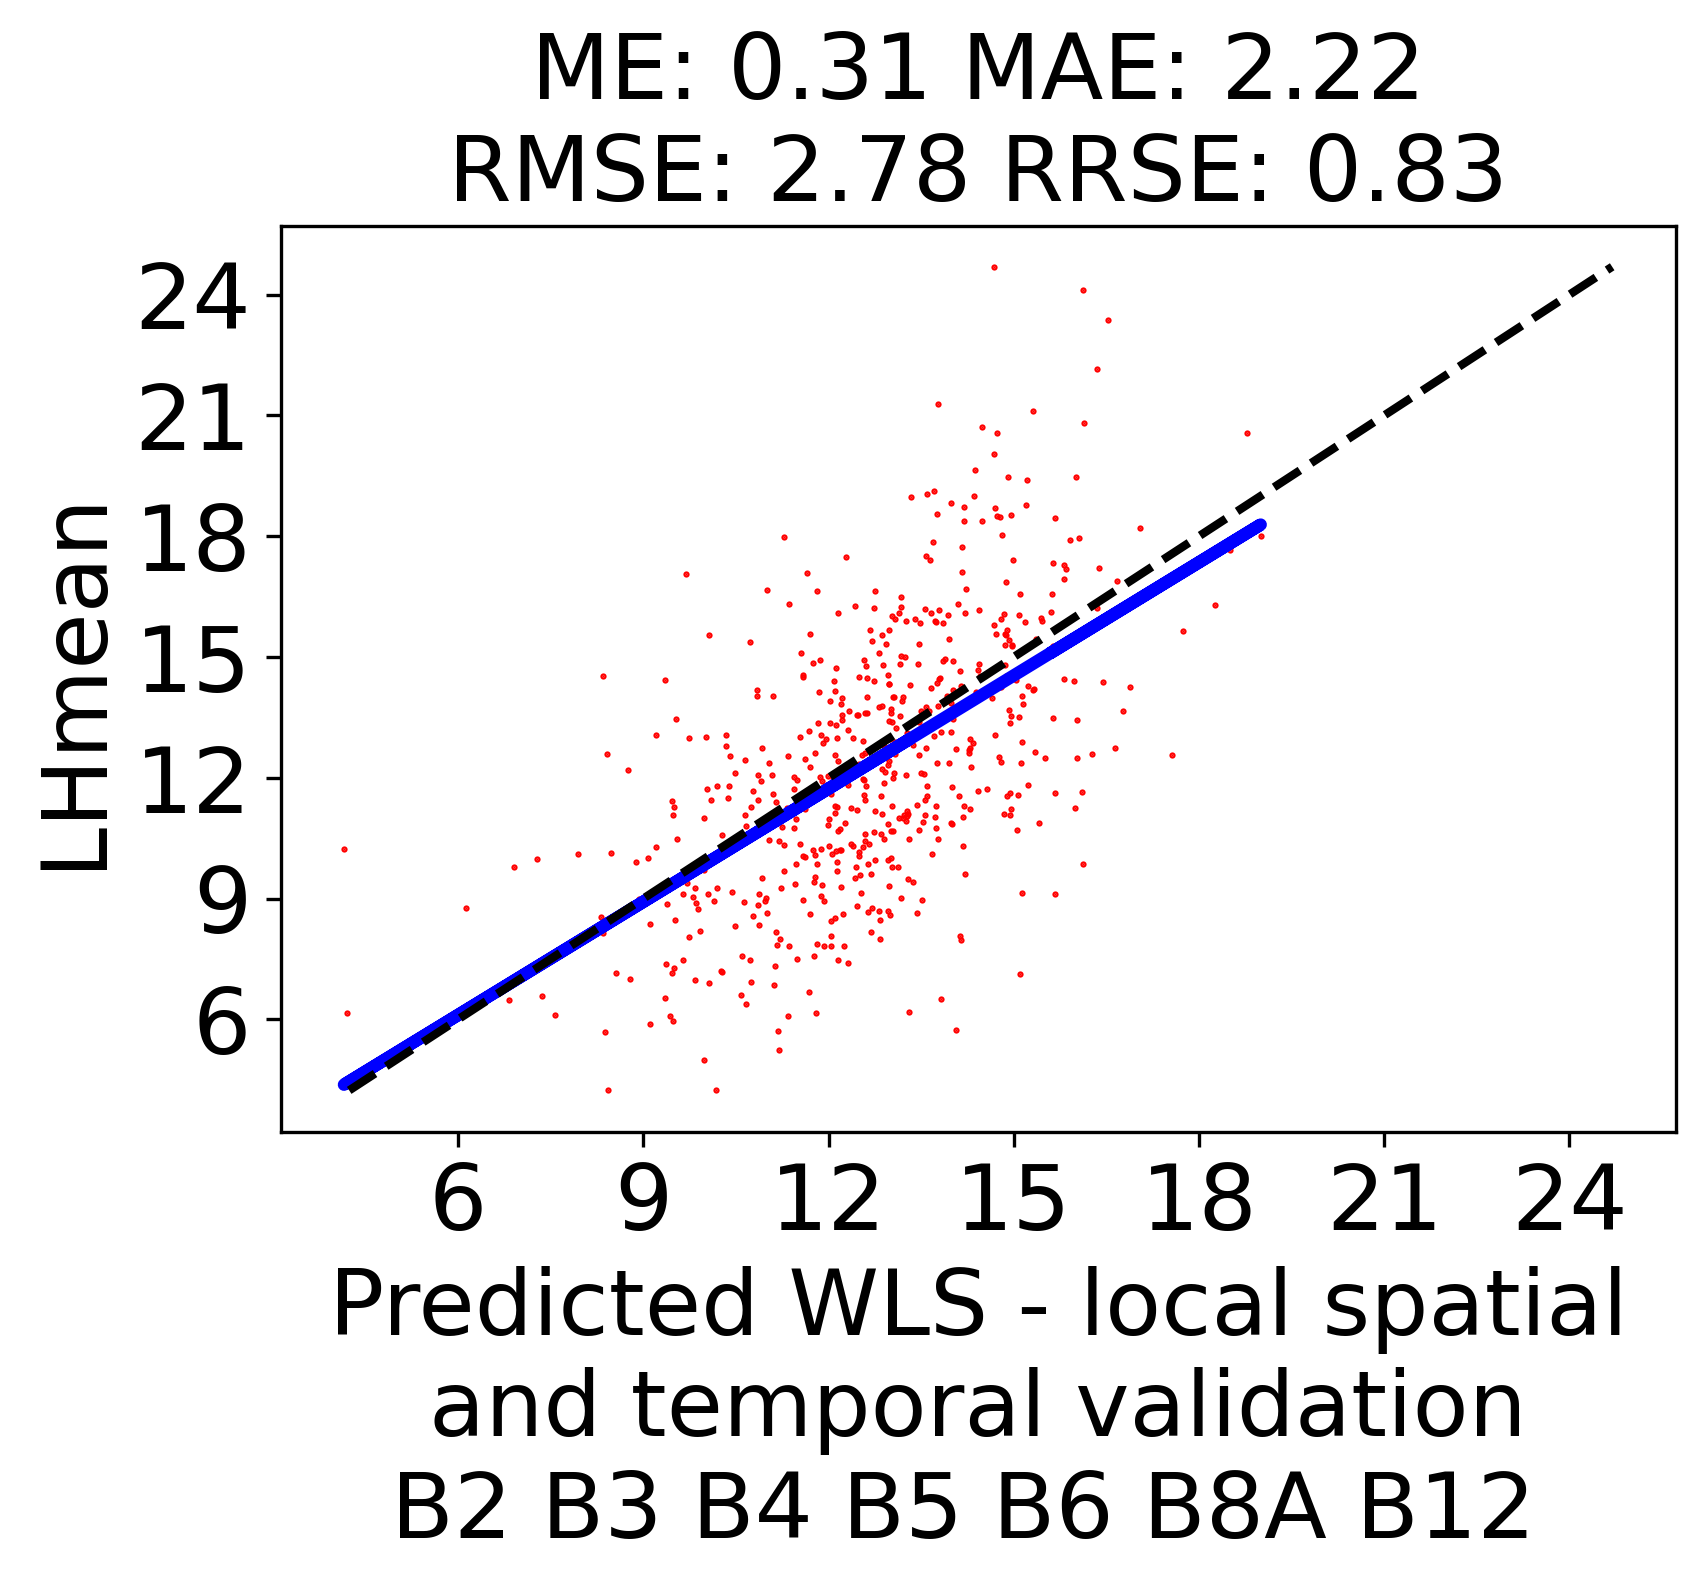 ME: 0.31 MAE: 2.22
RMSE: 2.78 RRSE: 0.83
24
21
18
15
12
9
6
LHmean
6 9 12 15 18 21 24
Predicted WLS - local spatial
and temporal validation
B2 B3 B4 B5 B6 B8A B12